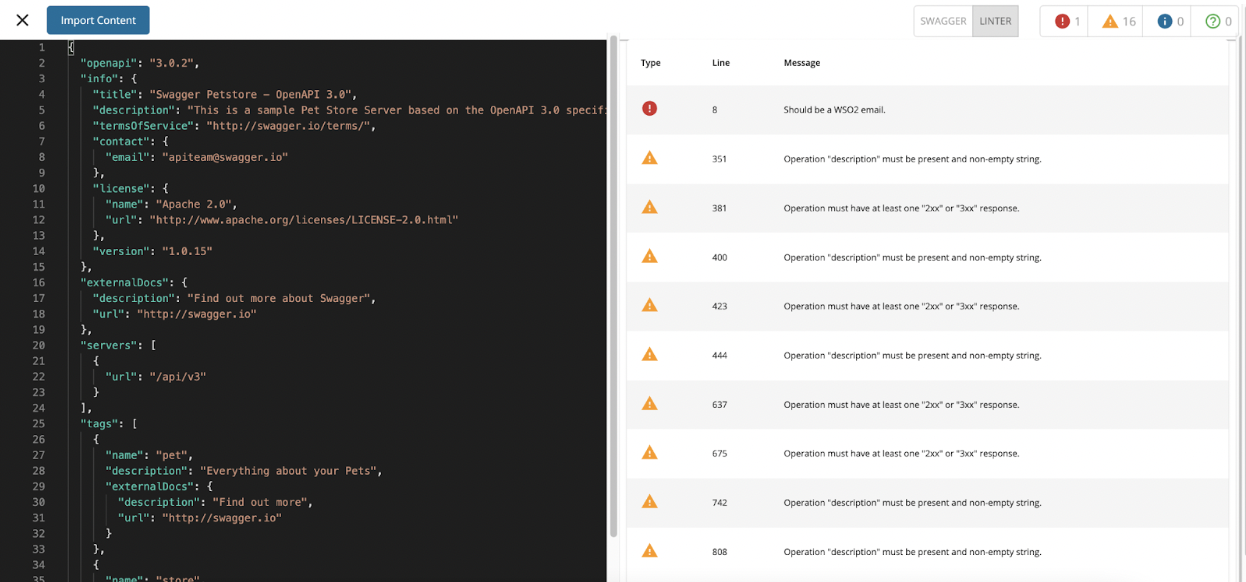 Import Content
SWAGGER LINTER 1 16 0 0
1 {
2 "openapi": "3.0.2",
3 "info": {
4 "title": "Swagger Petstore - OpenAPI 3.0",
5 "description": "This is a sample Pet Store Server based on the OpenAPI 3.0 specif
6 "termsOfService": "http://swagger.io/terms/",
7 "contact": {
8 "email": "apiteam@swagger.io"
9 },
10 "license": {
11 "name": "Apache 2.0",
12 "url": "http://www.apache.org/licenses/LICENSE-2.0.html"
13 },
14 "version": "1.0.15"
15 },
16 "externalDocs": {
17 "description": "Find out more about Swagger",
18 "url": "http://swagger.io"
19 },
20 "servers": [
21 {
22 "url": "/api/v3"
23 }
24 ],
25 "tags": [
26 {
27 "name": "pet",
28 "description": "Everything about your Pets",
29 "externalDocs": {
30 "description": "Find out more",
31 "url": "http://swagger.io"
32 }
33 },
34 {
35 "name": "store"
Type Line Message
8 Should be a WSO2 email.
351 Operation "description" must be present and non-empty string.
381 Operation must have at least one "2xx" or "3xx" response.
400 Operation "description" must be present and non-empty string.
423 Operation must have at least one "2xx" or "3xx" response.
444 Operation "description" must be present and non-empty string.
637 Operation must have at least one "2xx" or "3xx" response.
675 Operation must have at least one "2xx" or "3xx" response.
742 Operation "description" must be present and non-empty string.
808 Operation "description" must be present and non-empty string.